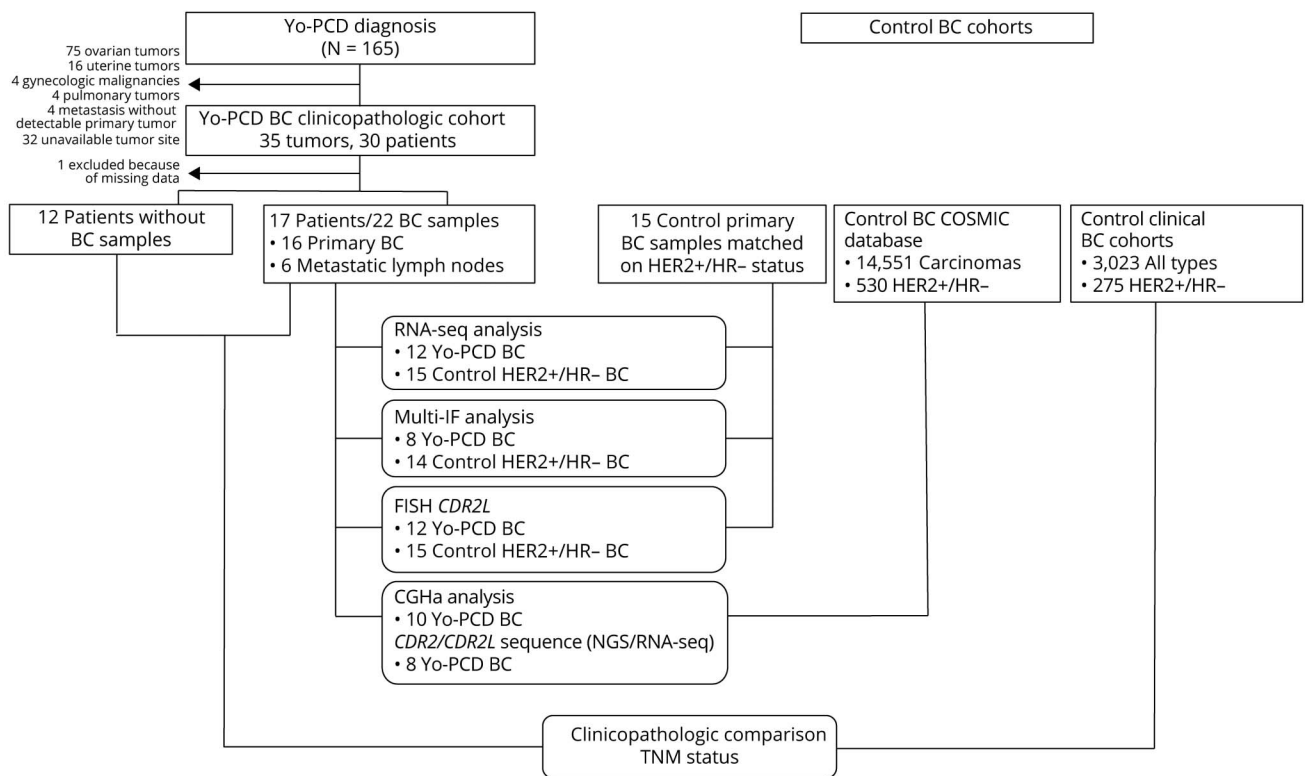 Yo-PCD diagnosis
(N = 165)
Control BC cohorts
75 ovarian tumors
16 uterine tumors
4 gynecologic malignancies
4 pulmonary tumors
4 metastasis without
detectable primary tumor
32 unavailable tumor site
Yo-PCD BC clinicopathologic cohort
35 tumors, 30 patients
1 excluded because
of missing data
12 Patients without
BC samples
17 Patients/22 BC samples
• 16 Primary BC
• 6 Metastatic lymph nodes
15 Control primary
BC samples matched
on HER2+/HR– status
Control BC COSMIC
database
• 14,551 Carcinomas
• 530 HER2+/HR–
Control clinical
BC cohorts
• 3,023 All types
• 275 HER2+/HR–
RNA-seq analysis
• 12 Yo-PCD BC
• 15 Control HER2+/HR– BC
Multi-IF analysis
• 8 Yo-PCD BC
• 14 Control HER2+/HR– BC
FISH CDR2L
• 12 Yo-PCD BC
• 15 Control HER2+/HR– BC
CGHa analysis
• 10 Yo-PCD BC
CDR2/CDR2L sequence (NGS/RNA-seq)
• 8 Yo-PCD BC
Clinicopathologic comparison
TNM status